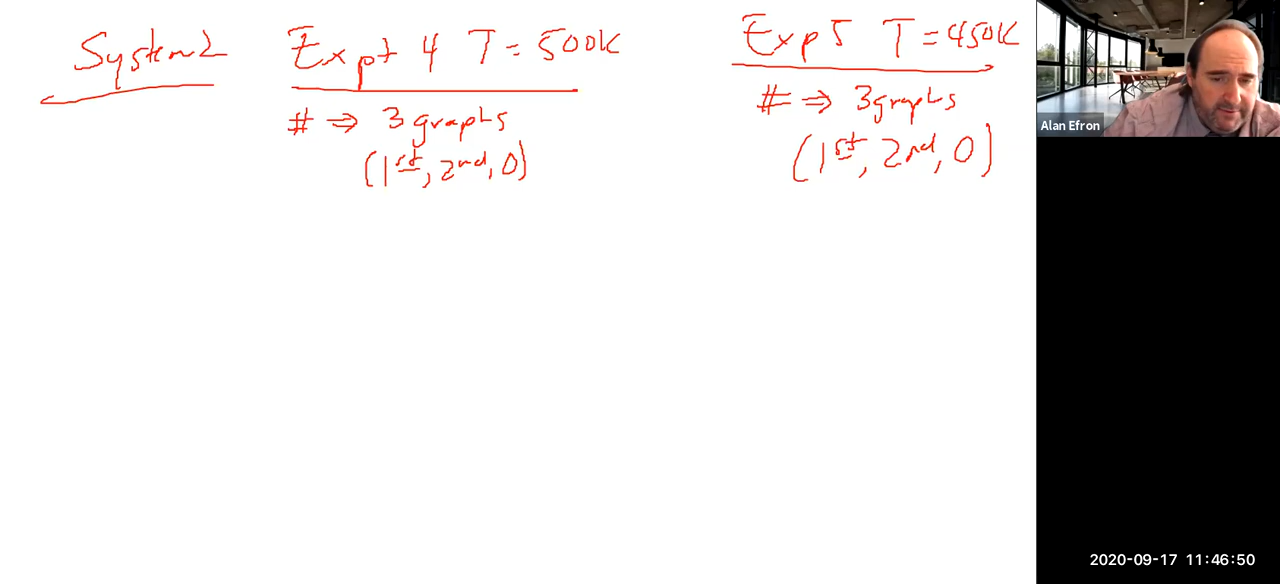 System 2
Expt 4 T = 500K
# ⇒ 3 graphs
(1st, 2nd, 0)
Exp 5 T = 450K
# ⇒ 3 graphs
(1st, 2nd, 0)
Alan Efron
2020-09-17 11:46:50